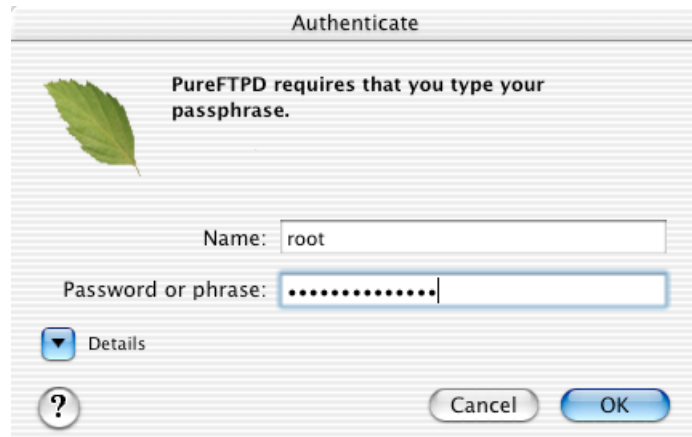 Authenticate
PureFTPD requires that you type your
passphrase.
Name: root
Password or phrase: ••••••••••••••
Details
?
Cancel
OK